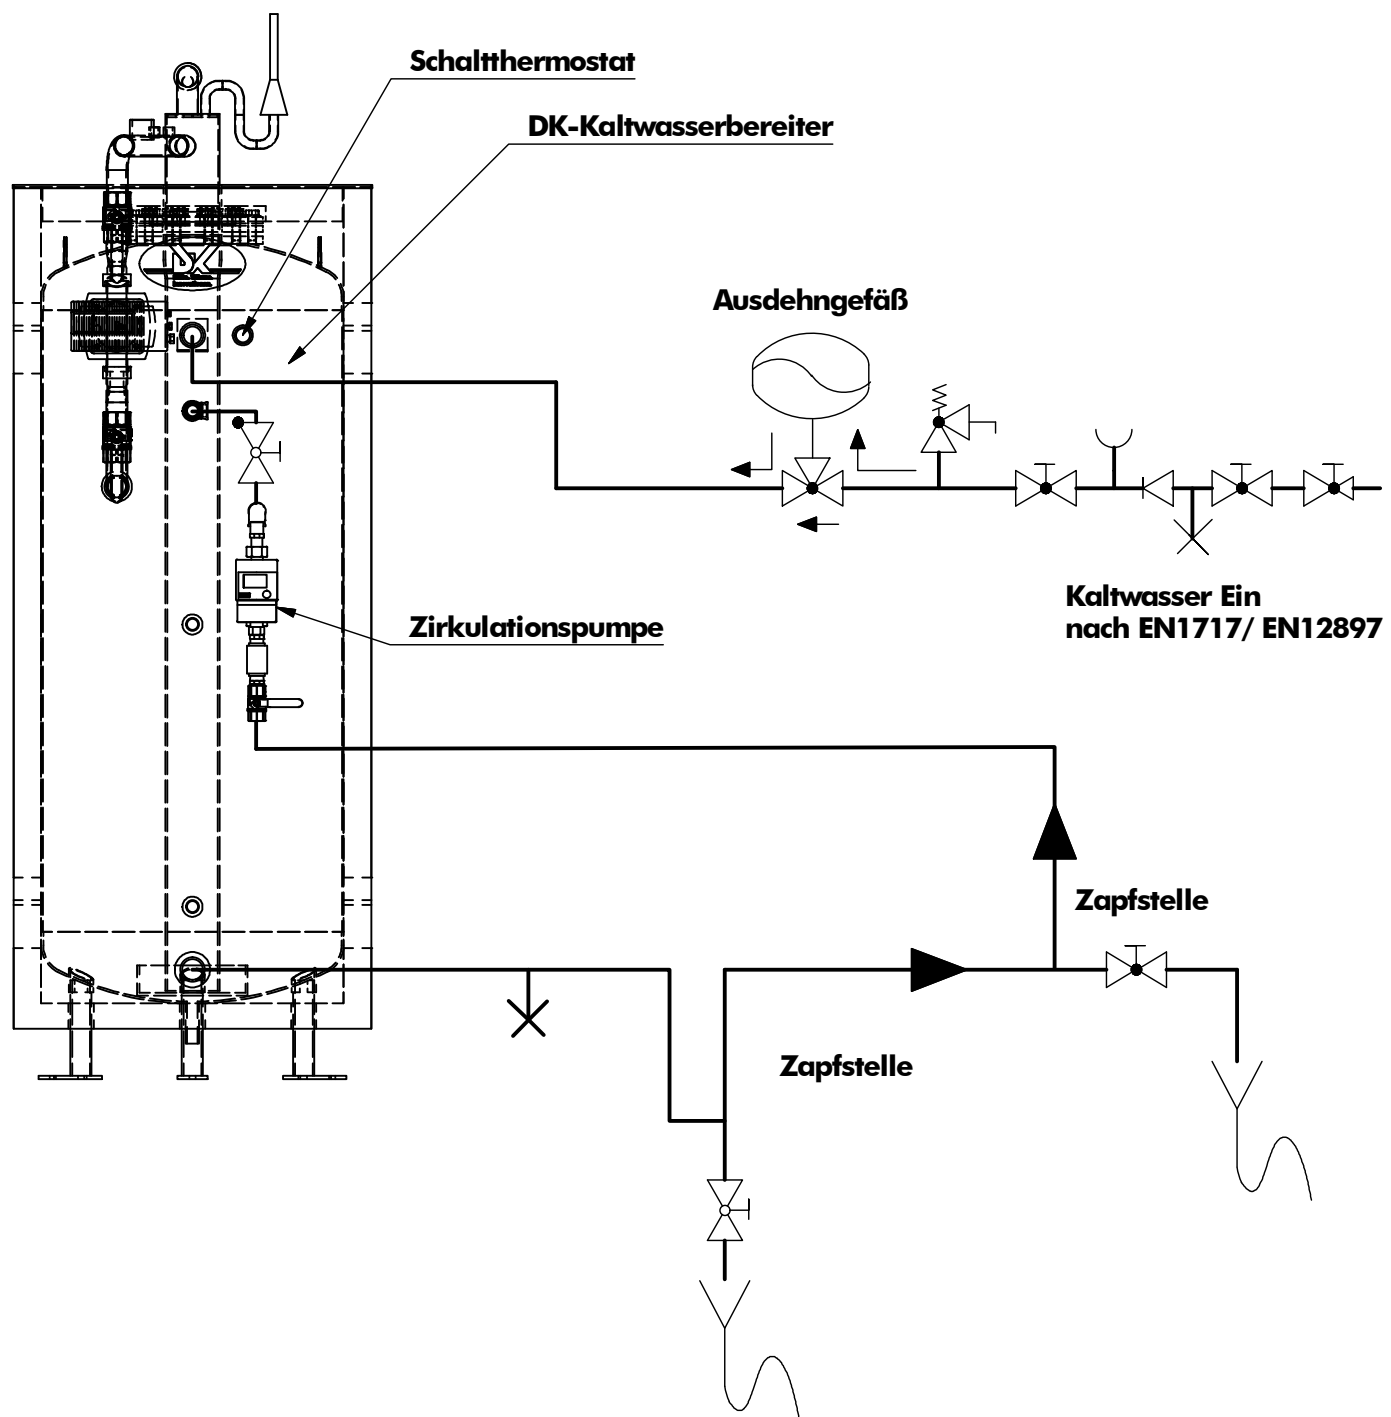 Schaltthermostat
DK-Kaltwasserbereiter
Ausdehngefäß
Kaltwasser Ein
nach EN1717/ EN12897
Zirkulationspumpe
Zapfstelle
Zapfstelle